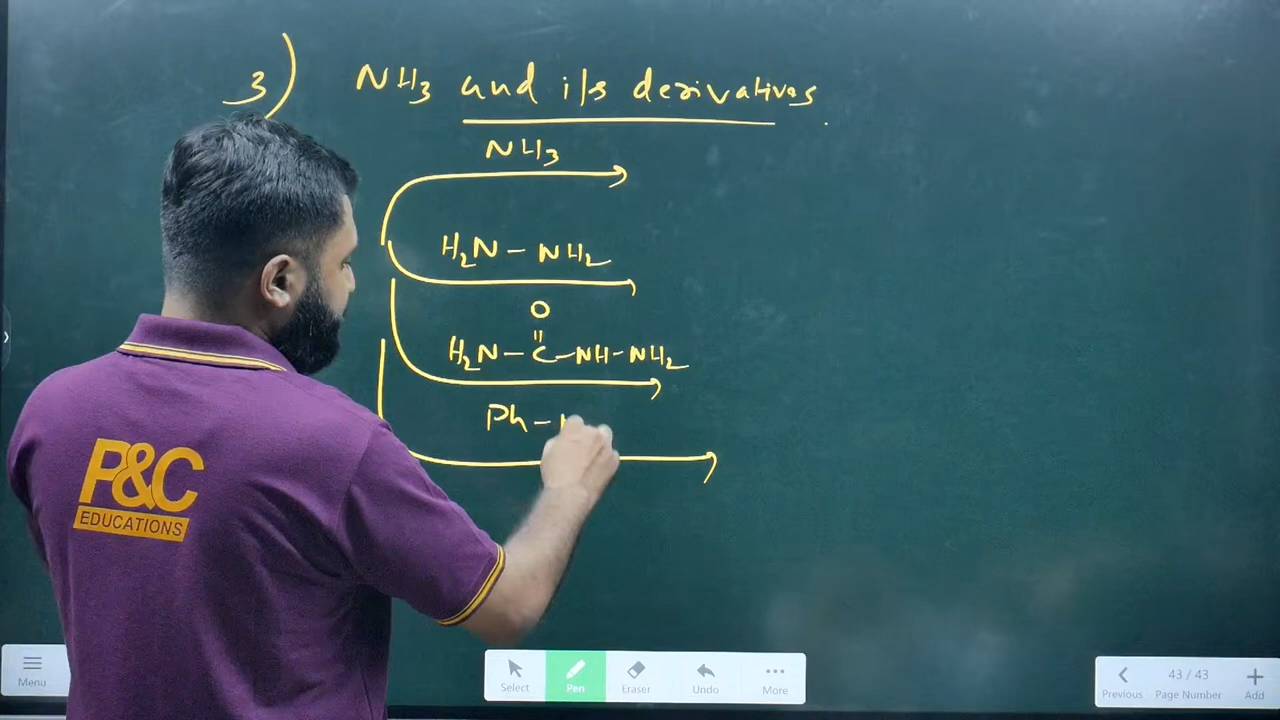 3) NH3 and its derivatives.
NH3
H2N - NH2
O
"
H2N - C - NH - NH2
Ph -
P&C
EDUCATIONS
Menu
Select Pen Eraser Undo More
43 / 43
Previous Page Number Add